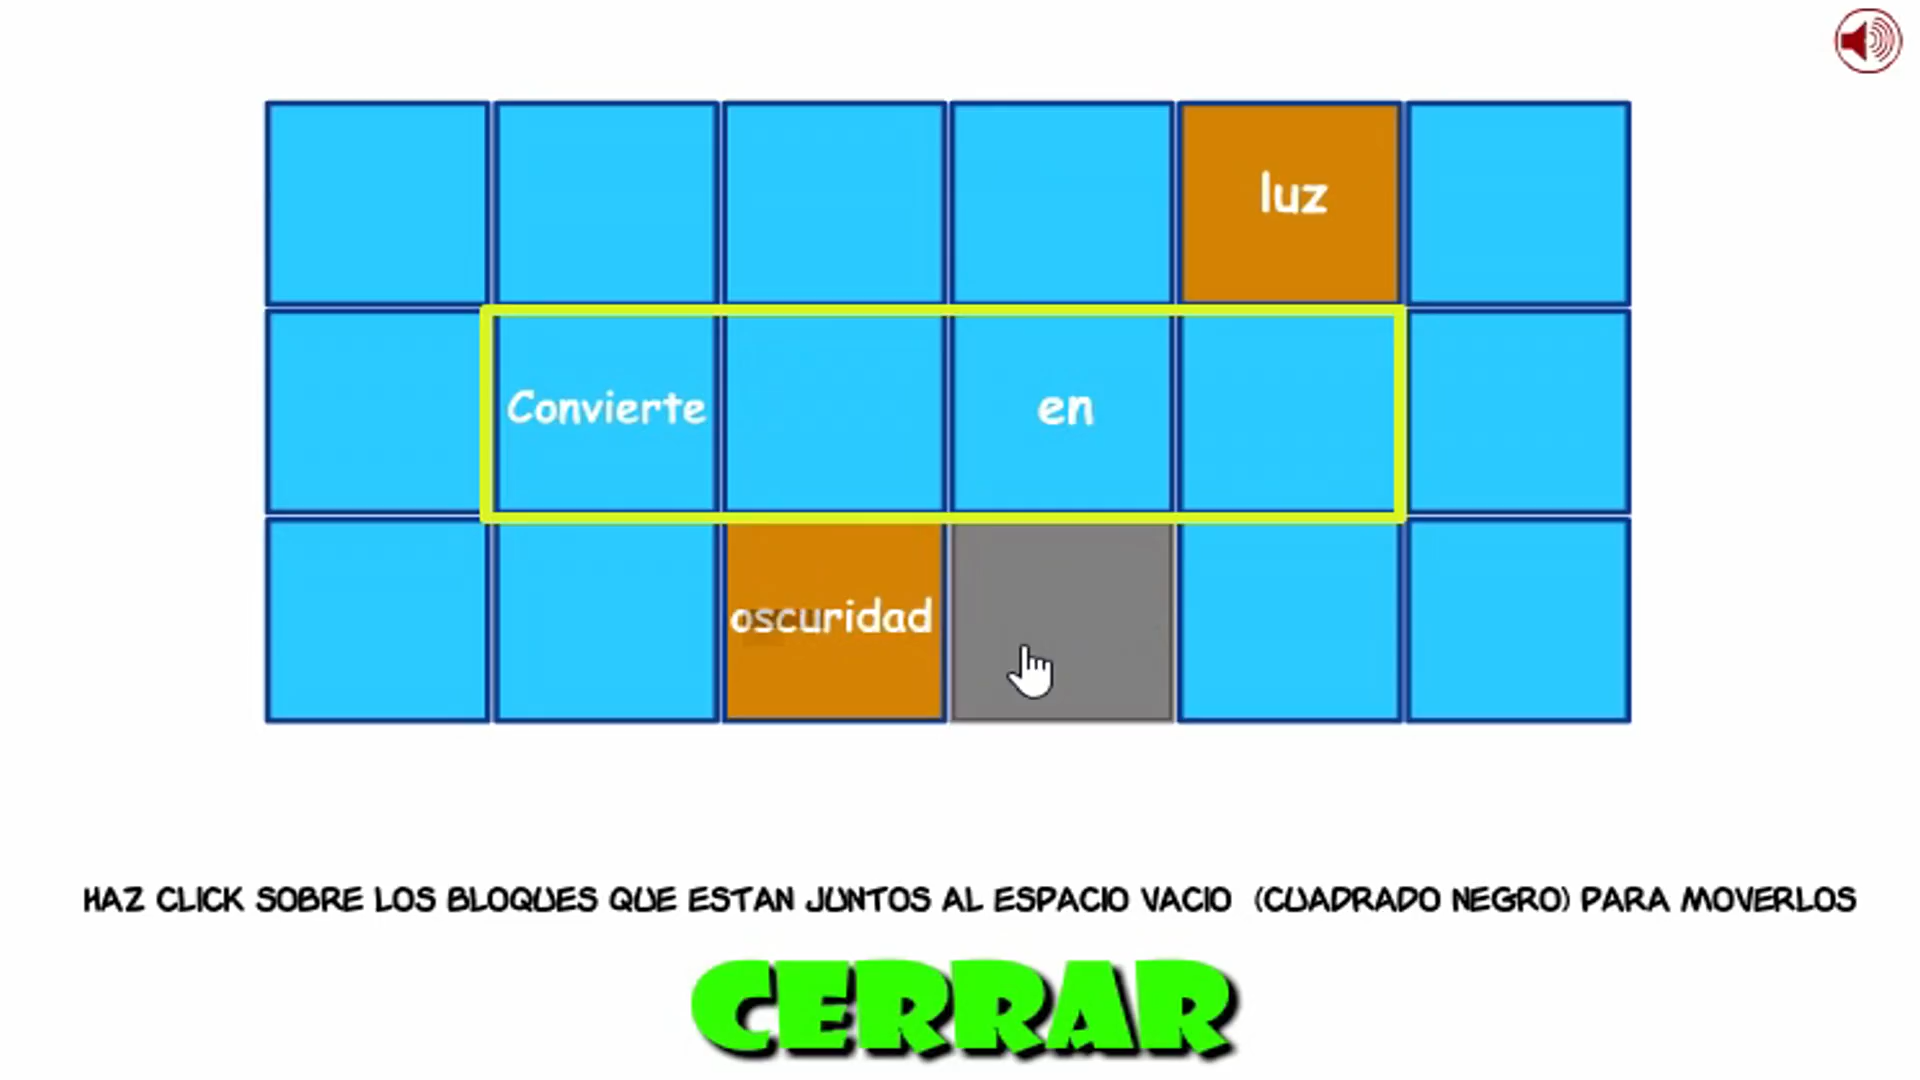 luz
Convierte en
oscuridad
HAZ CLICK SOBRE LOS BLOQUES QUE ESTAN JUNTOS AL ESPACIO VACIO (CUADRADO NEGRO) PARA MOVERLOS
CERRAR